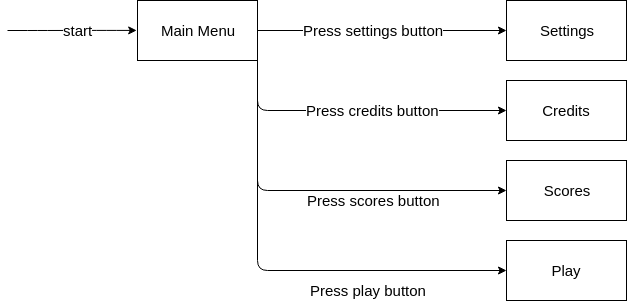 start
Main Menu
Press settings button
Settings
Press credits button
Credits
Press scores button
Scores
Press play button
Play